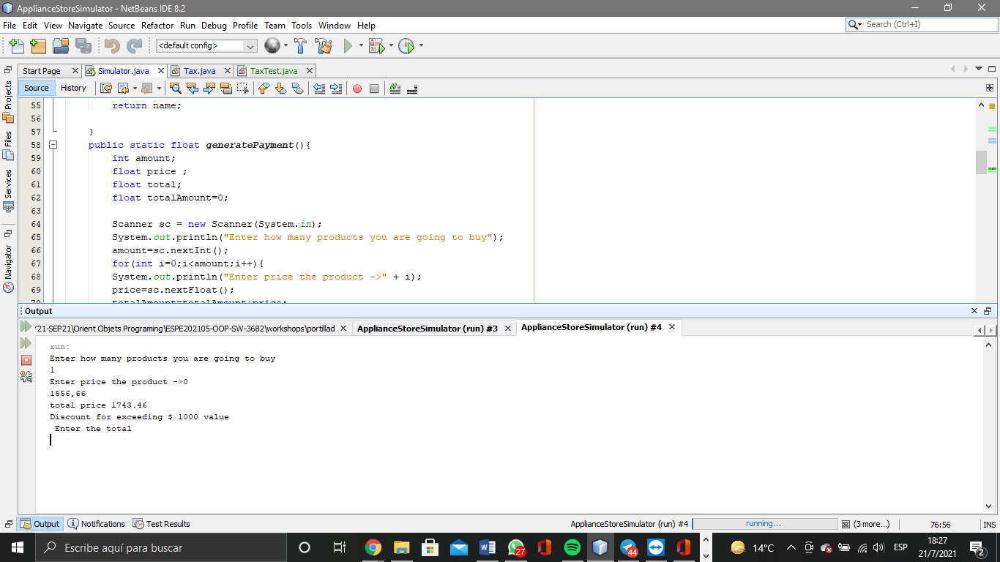 ApplianceStoreSimulator - NetBeans IDE 8.2
File Edit View Navigate Source Refactor Run Debug Profile Team Tools Window Help
Search (Ctrl+I)
<default config>
Start Page Simulator.java Tax.java TaxTest.java
Source History
Projects
Files
Services
Navigator
55 return name;
56
57 }
58 public static float generatePayment(){
59 int amount;
60 float price ;
61 float total;
62 float totalAmount=0;
63
64 Scanner sc = new Scanner(System.in);
65 System.out.println("Enter how many products you are going to buy");
66 amount=sc.nextInt();
67 for(int i=0;i<amount;i++){
68 System.out.println("Enter price the product ->" + i);
69 price=sc.nextFloat();
70 totalAmount=totalAmount+price;
Output
'21-SEP21\Orient Objets Programing\ESPE202105-OOP-SW-3682\workshops\portillad ApplianceStoreSimulator (run) #3 ApplianceStoreSimulator (run) #4
run:
Enter how many products you are going to buy
1
Enter price the product ->0
1556,66
total price 1743.46
Discount for exceeding $ 1000 value
Enter the total
Output Notifications Test Results ApplianceStoreSimulator (run) #4 running... (3 more...) 76:56 INS
Escribe aquí para buscar
27
44
14°C
ESP
18:27
21/7/2021
2